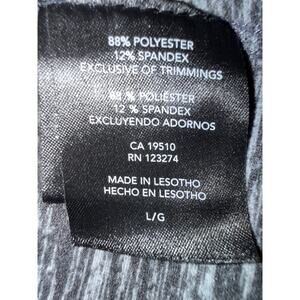 88% POLYESTER
12% SPANDEX
EXCLUSIVE OF TRIMMINGS
88 % POLIÉSTER
12 % SPANDEX
EXCLUYENDO ADORNOS
CA 19510
RN 123274
MADE IN LESOTHO
HECHO EN LESOTHO
L/G